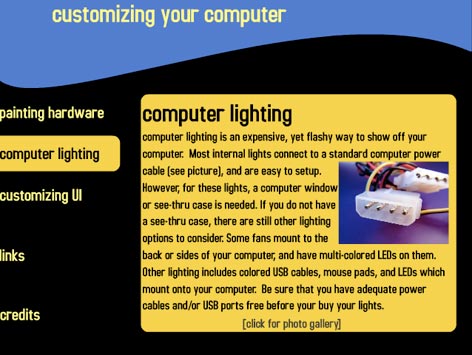 customizing your computer
painting hardware
computer lighting
customizing UI
links
credits
computer lighting
computer lighting is an expensive, yet flashy way to show off your
computer. Most internal lights connect to a standard computer power
cable (see picture), and are easy to setup.
However, for these lights, a computer window
or see-thru case is needed. If you do not have
a see-thru case, there are still other lighting
options to consider. Some fans mount to the
back or sides of your computer, and have multi-colored LEDs on them.
Other lighting includes colored USB cables, mouse pads, and LEDs which
mount onto your computer. Be sure that you have adequate power
cables and/or USB ports free before your buy your lights.
[click for photo gallery]